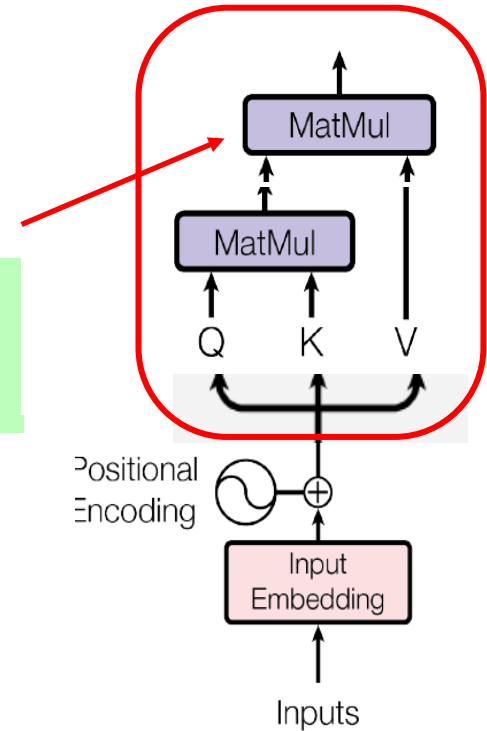 MatMul
MatMul
Q K V
Positional
Encoding
Input
Embedding
Inputs